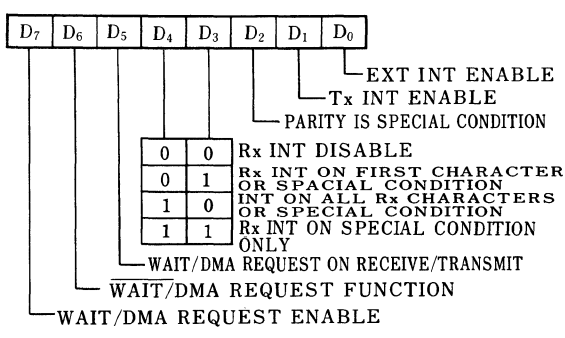 D7 D6 D5 D4 D3 D2 D1 D0
EXT INT ENABLE
Tx INT ENABLE
PARITY IS SPECIAL CONDITION
0 0 Rx INT DISABLE
0 1 Rx INT ON FIRST CHARACTER
OR SPACIAL CONDITION
1 0 INT ON ALL Rx CHARACTERS
OR SPECIAL CONDITION
1 1 Rx INT ON SPECIAL CONDITION
ONLY
WAIT/DMA REQUEST ON RECEIVE/TRANSMIT
W̅A̅I̅T̅/DMA REQUEST FUNCTION
WAIT/DMA REQUEST ENABLE